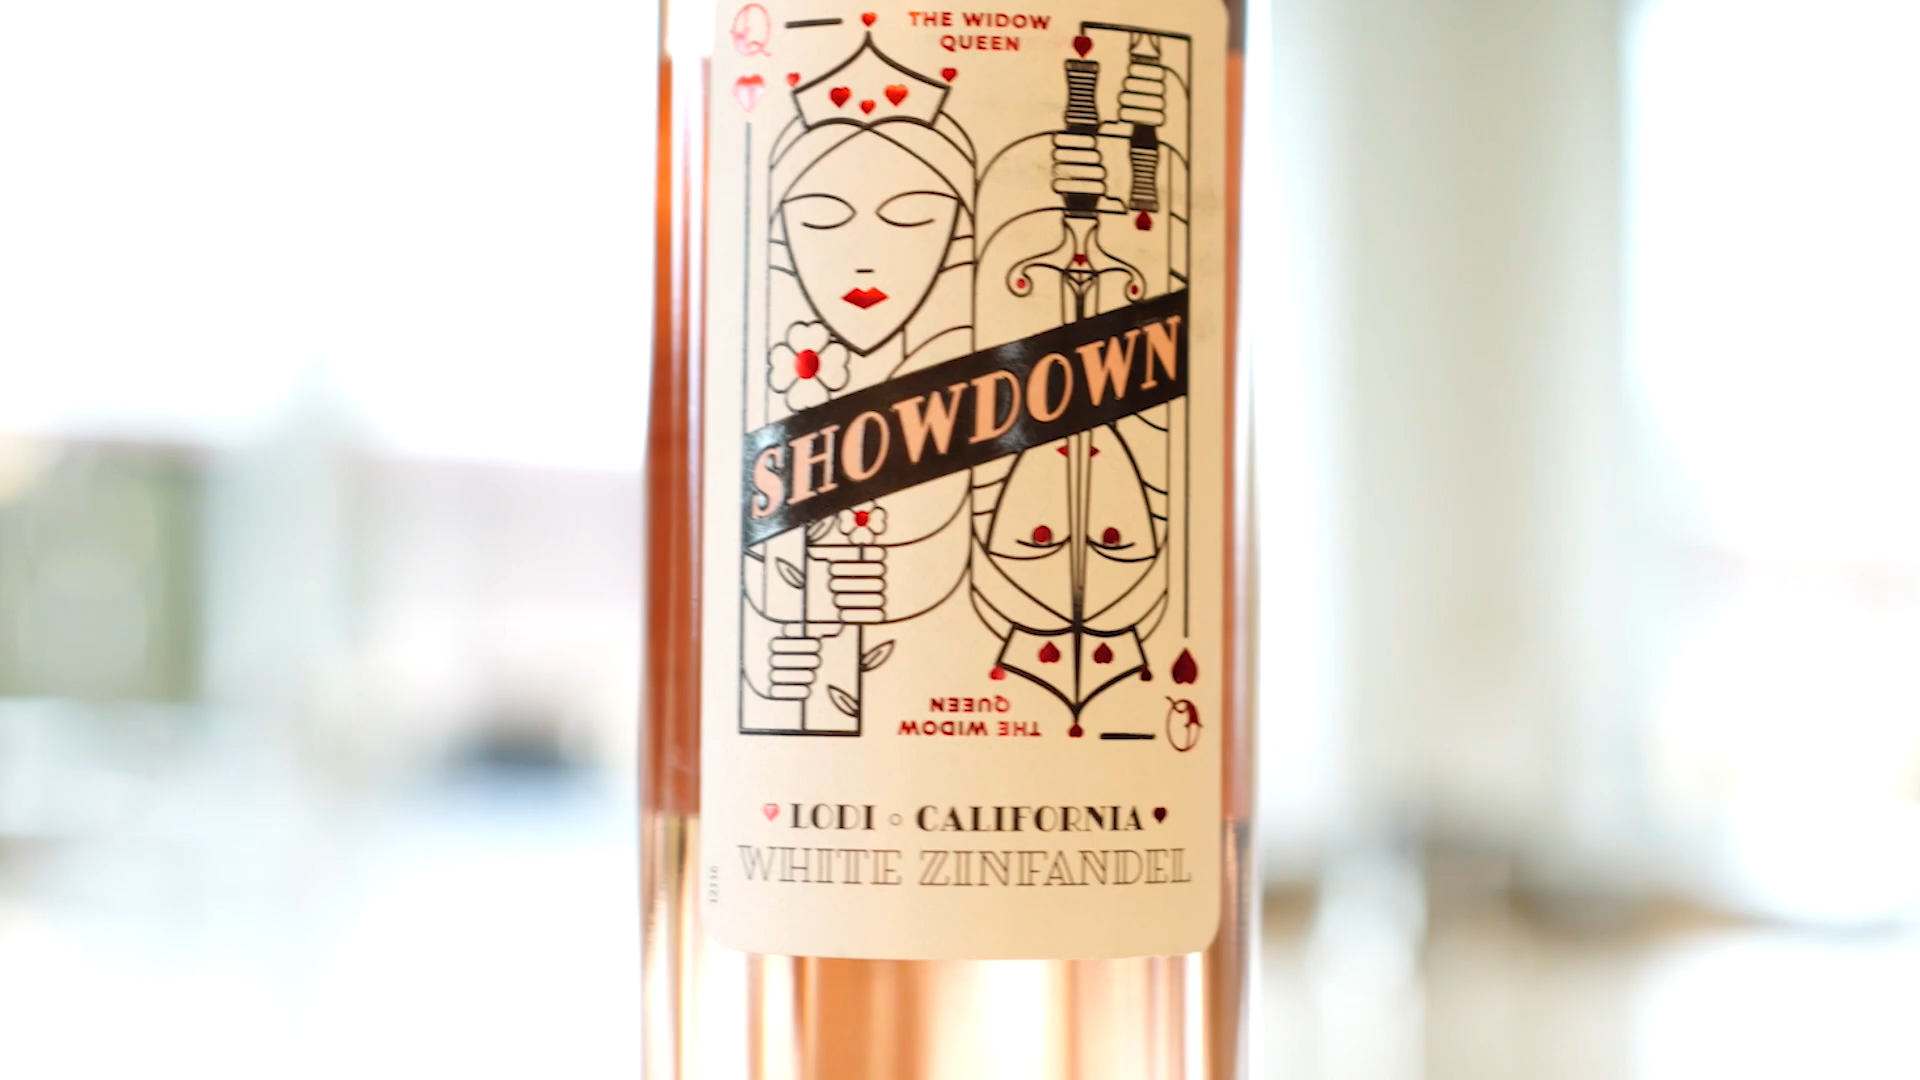 Q
THE WIDOW
QUEEN
SHOWDOWN
THE WIDOW
QUEEN
Q
LODI ○ CALIFORNIA
WHITE ZINFANDEL